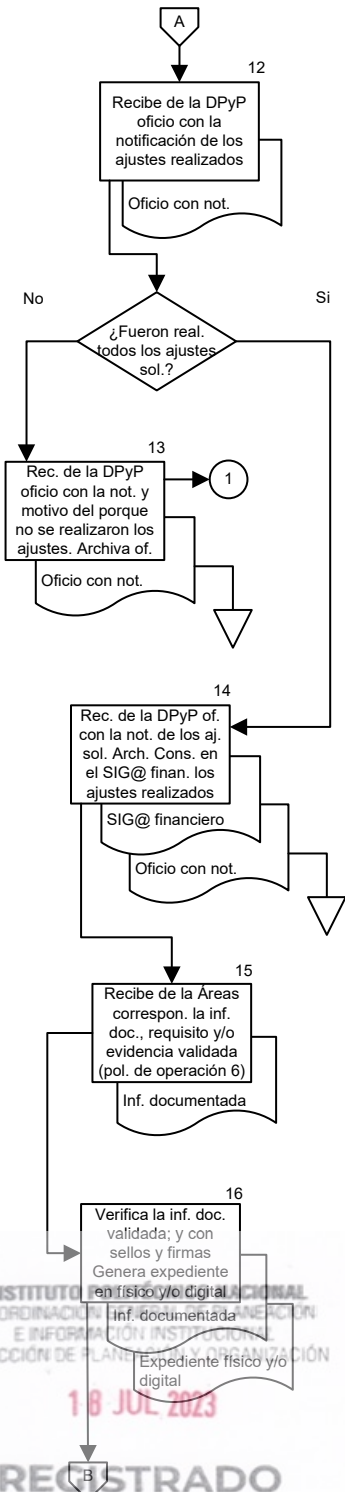 A
12
Recibe de la DPyP
oficio con la
notificación de los
ajustes realizados
Oficio con not.
No
Si
¿Fueron real.
todos los ajustes
sol.?
13
Rec. de la DPyP
oficio con la not. y
motivo del porque
no se realizaron los
ajustes. Archiva of.
1
Oficio con not.
14
Rec. de la DPyP of.
con la not. de los aj.
sol. Arch. Cons. en
el SIG@ finan. los
ajustes realizados
SIG@ financiero
Oficio con not.
15
Recibe de la Áreas
correspon. la inf.
doc., requisito y/o
evidencia validada
(pol. de operación 6)
Inf. documentada
16
Verifica la inf. doc.
validada; y con
sellos y firmas
Genera expediente
en físico y/o digital
Inf. documentada
Expediente físico y/o
digital
E INFORMACIÓN INSTITUCIONAL
18 JUL 2023
B
REGISTRADO